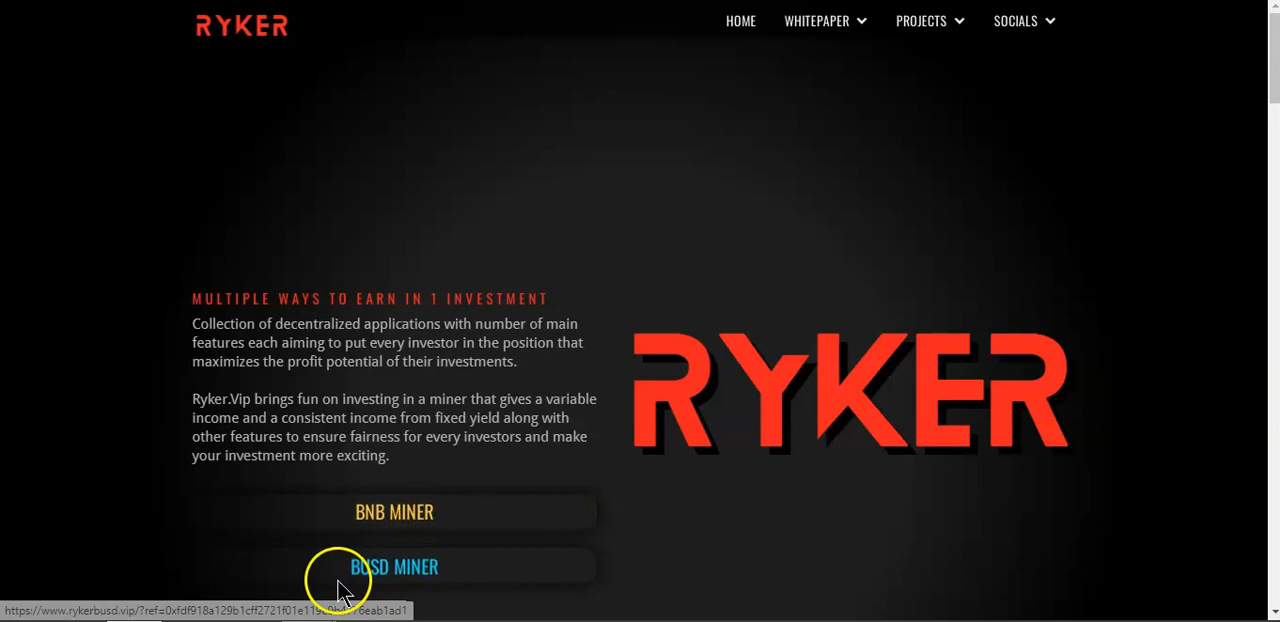 RYKER
HOME WHITEPAPER PROJECTS SOCIALS
MULTIPLE WAYS TO EARN IN 1 INVESTMENT
Collection of decentralized applications with number of main
features each aiming to put every investor in the position that
maximizes the profit potential of their investments.
Ryker.Vip brings fun on investing in a miner that gives a variable
income and a consistent income from fixed yield along with
other features to ensure fairness for every investors and make
your investment more exciting.
RYKER
BNB MINER
BUSD MINER